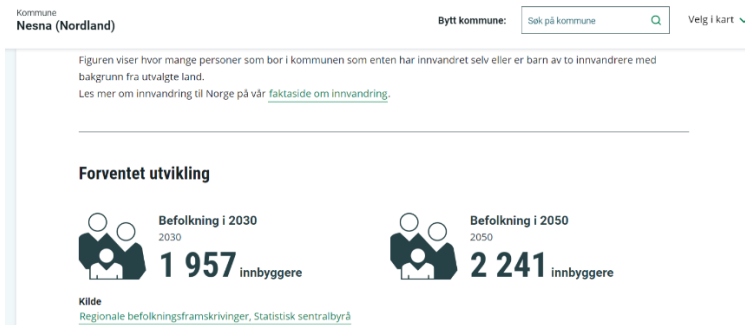 Kommune
Nesna (Nordland)
Bytt kommune:
Søk på kommune
Velg i kart
Figuren viser hvor mange personer som bor i kommunen som enten har innvandret selv eller er barn av to innvandrere med
bakgrunn fra utvalgte land.
Les mer om innvandring til Norge på vår faktaside om innvandring.
Forventet utvikling
Befolkning i 2030
2030
1 957 innbyggere
Befolkning i 2050
2050
2 241 innbyggere
Kilde
Regionale befolkningsframskrivinger, Statistisk sentralbyrå